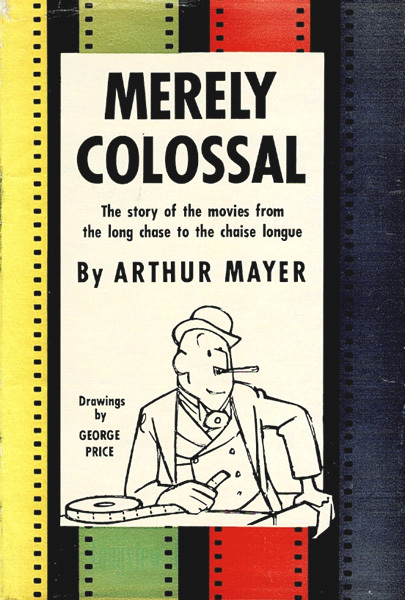 MERELY
COLOSSAL
The story of the movies from
the long chase to the chaise longue
By ARTHUR MAYER
Drawings
by
GEORGE
PRICE